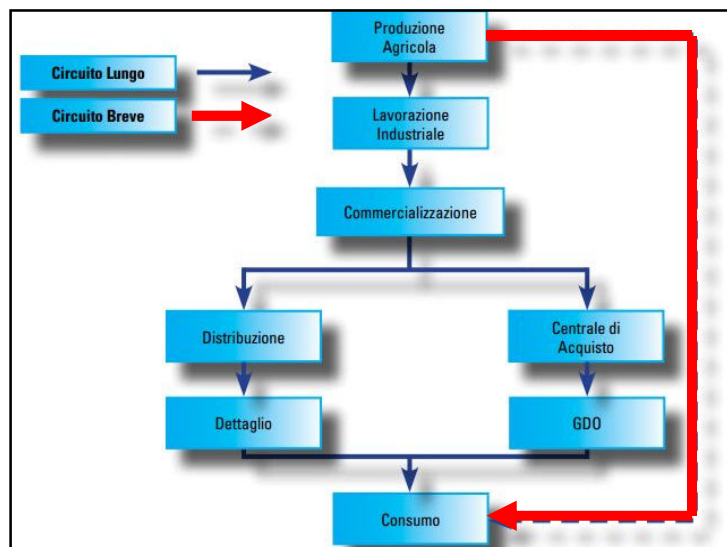 Produzione
Agricola
Circuito Lungo
Circuito Breve
Lavorazione
Industriale
Commercializzazione
Distribuzione
Centrale di
Acquisto
Dettaglio
GDO
Consumo